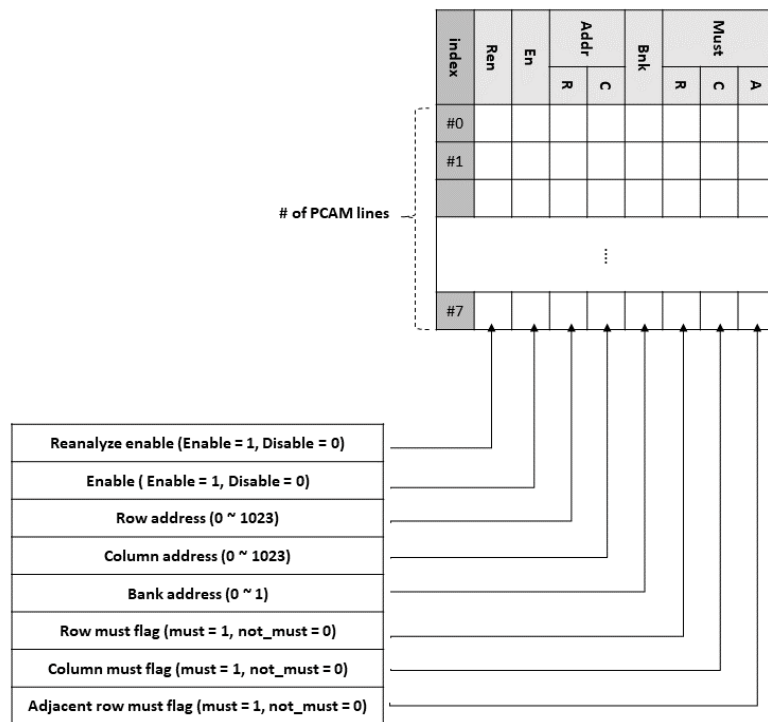 index
Ren
En
Addr
R
C
Bnk
Must
R
C
A
#0
#1
# of PCAM lines
....
#7
Reanalyze enable (Enable = 1, Disable = 0)
Enable ( Enable = 1, Disable = 0)
Row address (0 ~ 1023)
Column address (0 ~ 1023)
Bank address (0 ~ 1)
Row must flag (must = 1, not_must = 0)
Column must flag (must = 1, not_must = 0)
Adjacent row must flag (must = 1, not_must = 0)